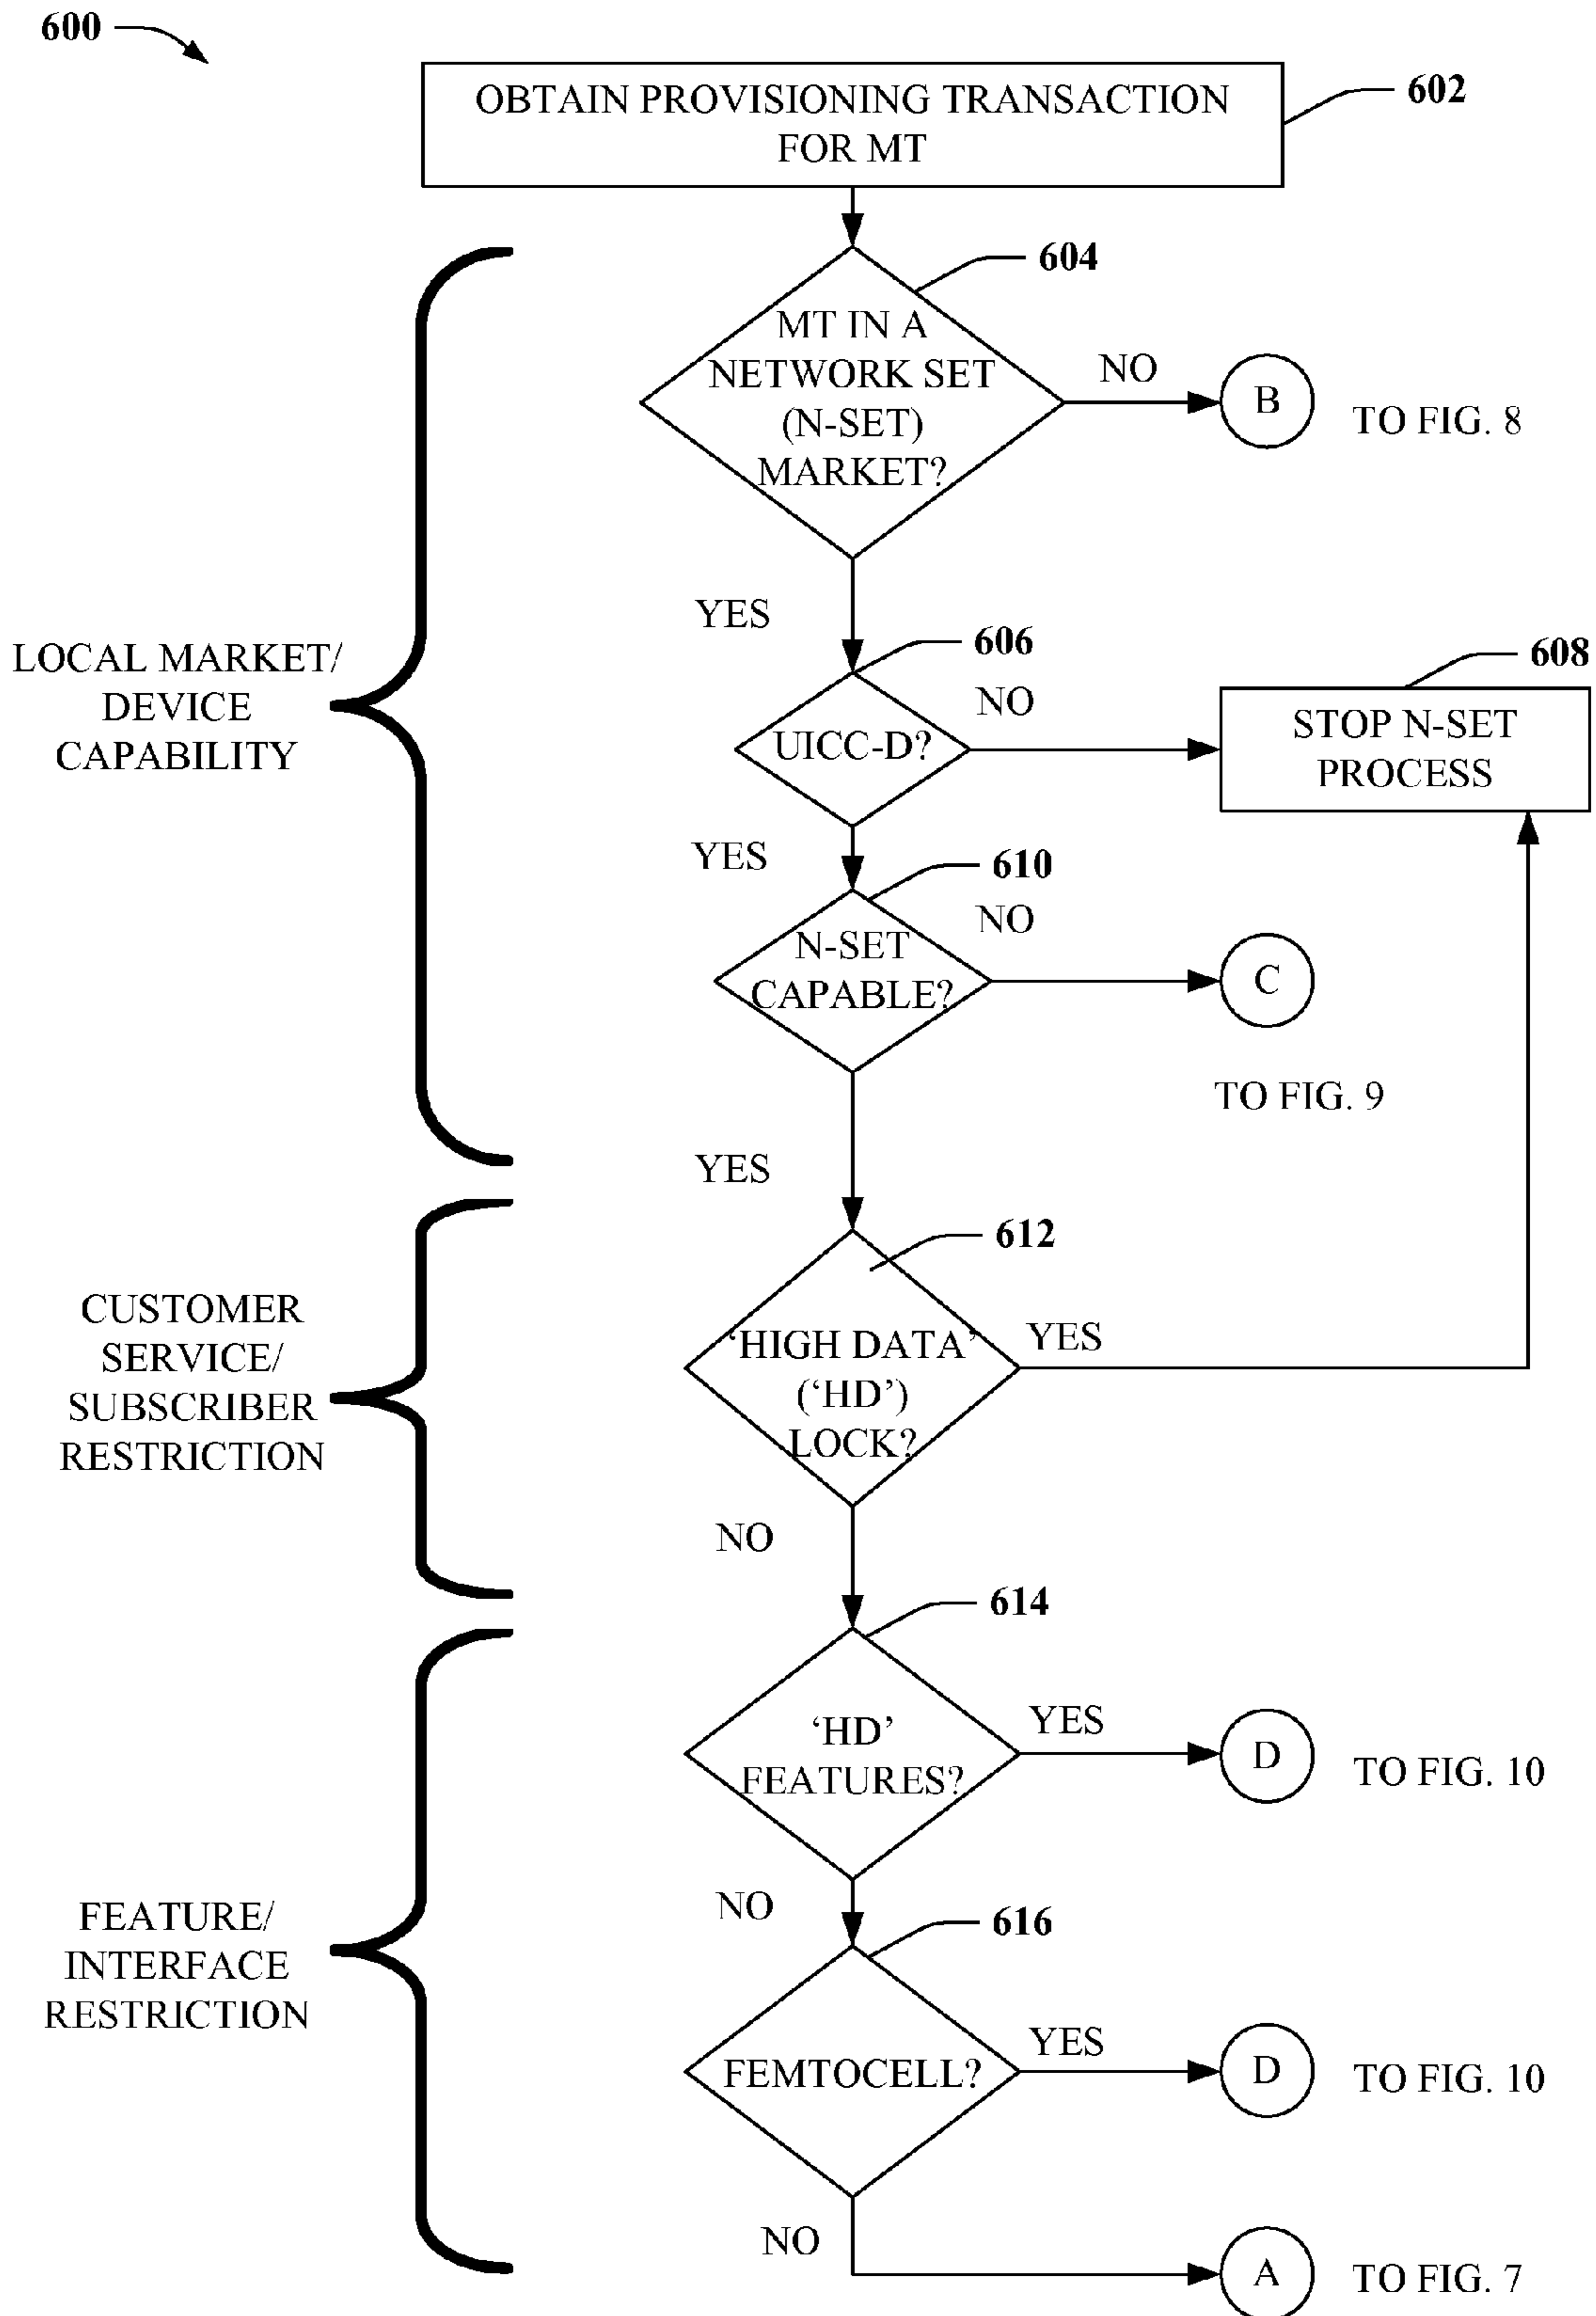 600
OBTAIN PROVISIONING TRANSACTION
FOR MT
602
604
MT IN A
NETWORK SET
(N-SET)
MARKET?
NO
B
TO FIG. 8
YES
LOCAL MARKET/
DEVICE
CAPABILITY
606
UICC-D?
NO
608
STOP N-SET
PROCESS
YES
610
N-SET
CAPABLE?
NO
C
TO FIG. 9
YES
CUSTOMER
SERVICE/
SUBSCRIBER
RESTRICTION
612
‘HIGH DATA’
(‘HD’)
LOCK?
YES
NO
614
‘HD’
FEATURES?
YES
D
TO FIG. 10
NO
FEATURE/
INTERFACE
RESTRICTION
616
FEMTOCELL?
YES
D
TO FIG. 10
NO
A
TO FIG. 7